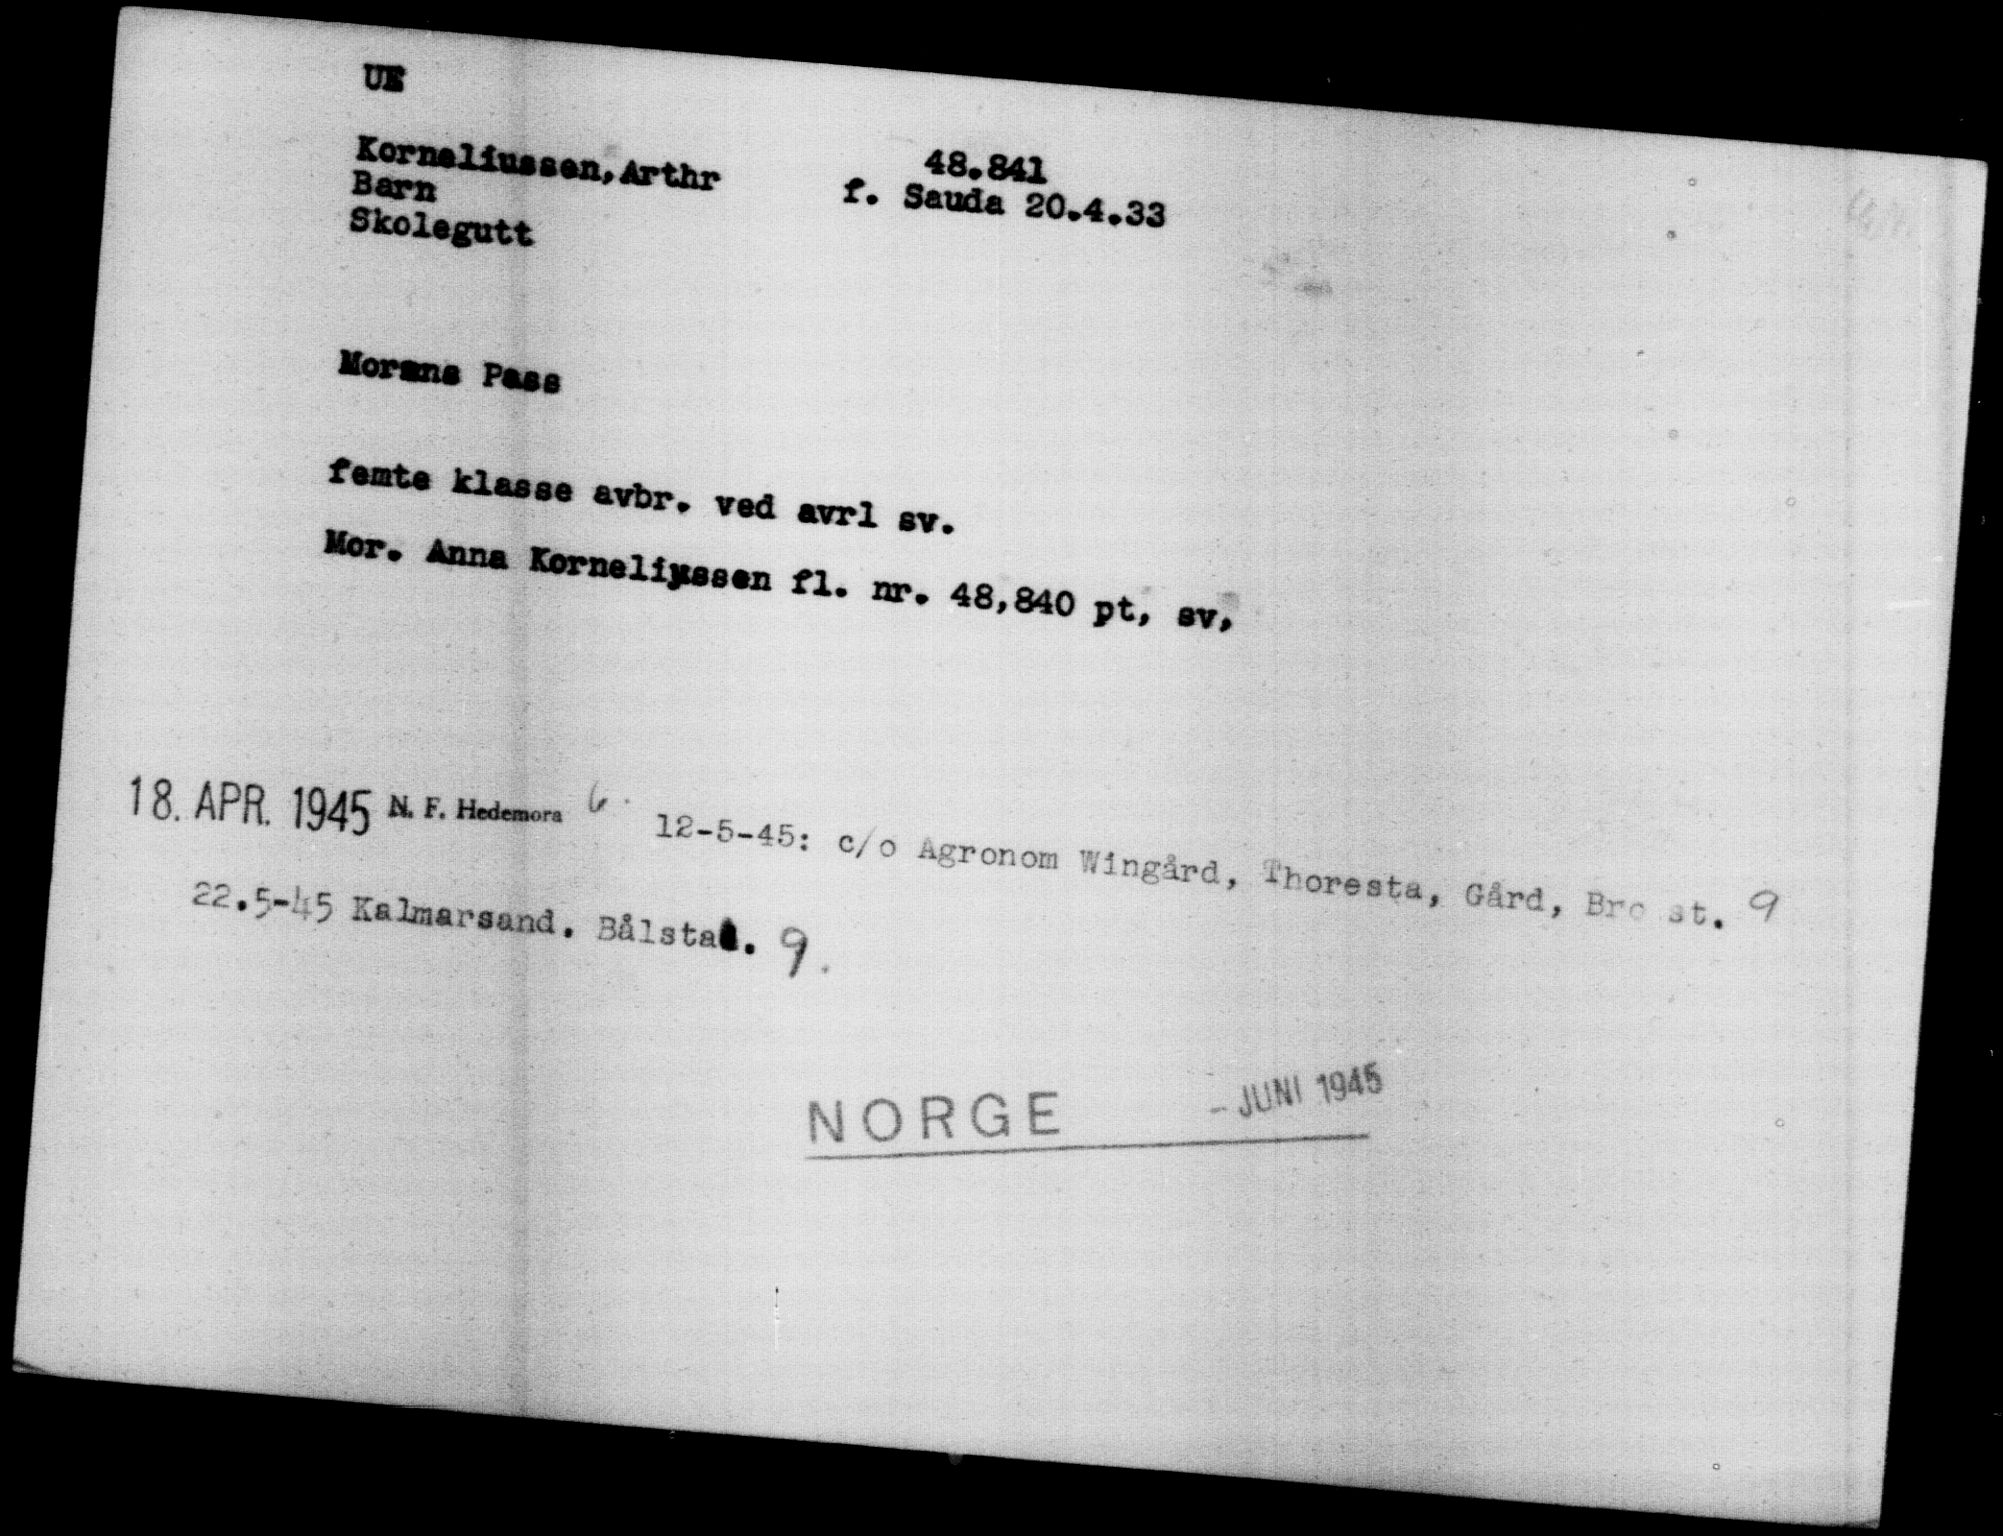 UE
48.841
Korneliussen, Arthr
f. Sauda 20.4.33
Barn
Skolegutt
Morens Pass
femte klasse avbr. ved avrl sv.
Mor. Anna Korneliussen fl. nr. 48,840 pt, sv,
18. APR. 1945 N. F. Hedemora 6. 12-5-45: c/o Agronom Wingård, Thoresta, Gård, Bro st. 9
22.5-45 Kalmarsand. Bålsta. 9.
NORGE - JUNI 1945